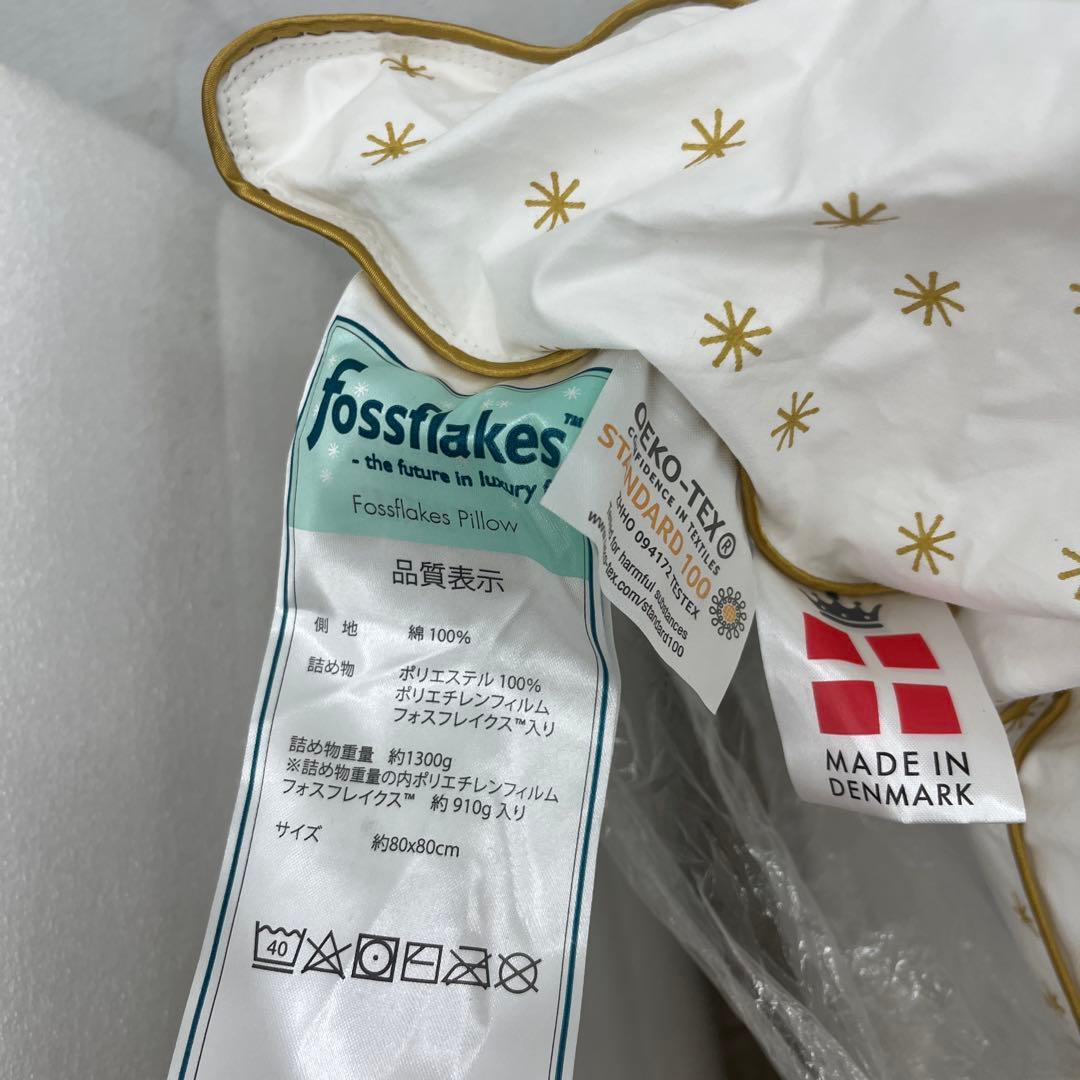 fossflakes™
- the future in luxury
Fossflakes Pillow
品質表示
側地 綿 100%
詰め物 ポリエステル 100%
ポリエチレンフィルム
フォスフレイクス™入り
詰め物重量 約1300g
※詰め物重量の内ポリエチレンフィルム
フォスフレイクス™ 約 910g 入り
サイズ 約80x80cm
40
OEKO-TEX®
CONFIDENCE IN TEXTILES
STANDARD 100
ZHHO 094172 TESTEX
for harmful substances
www.oeko-tex.com/standard100
MADE IN
DENMARK